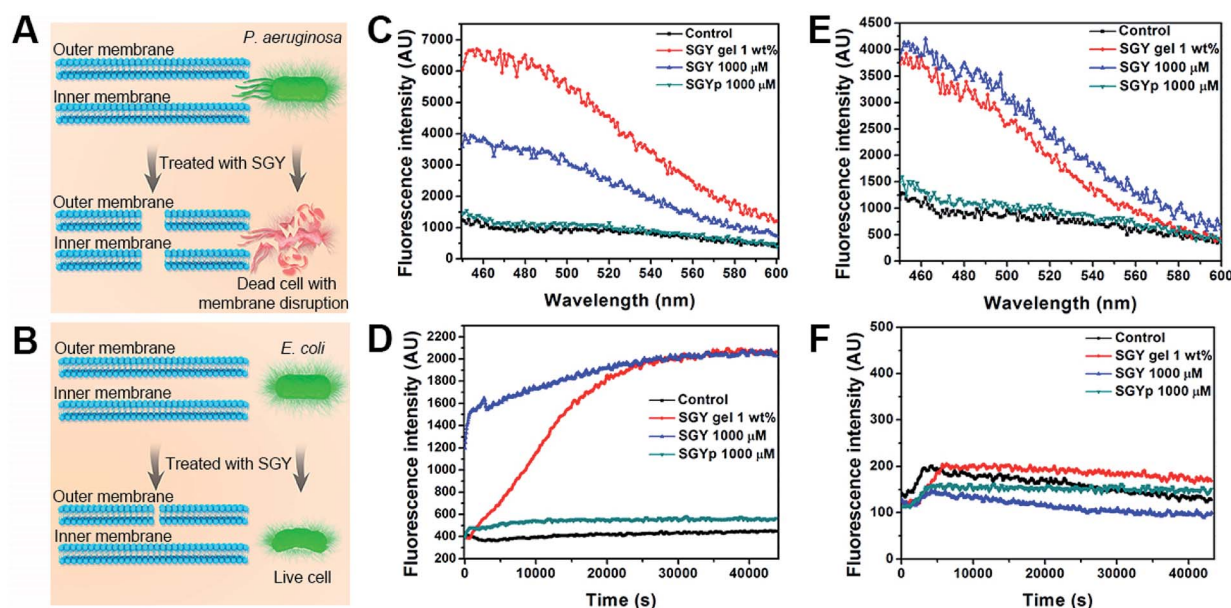 A
P. aeruginosa
Outer membrane
Inner membrane
Treated with SGY
Outer membrane
Inner membrane
Dead cell with
membrane disruption
B
Outer membrane
E. coli
Inner membrane
Treated with SGY
Outer membrane
Inner membrane
Live cell
C
Fluorescence intensity (AU)
7000
6000
5000
4000
3000
2000
1000
0
Control
SGY gel 1 wt%
SGY 1000 μM
SGYp 1000 μM
460 480 500 520 540 560 580 600
Wavelength (nm)
D
Fluorescence intensity (AU)
2200
2000
1800
1600
1400
1200
1000
800
600
400
200
Control
SGY gel 1 wt%
SGY 1000 μM
SGYp 1000 μM
0 10000 20000 30000 40000
Time (s)
E
Fluorescence intensity (AU)
4500
4000
3500
3000
2500
2000
1500
1000
500
0
Control
SGY gel 1 wt%
SGY 1000 μM
SGYp 1000 μM
460 480 500 520 540 560 580 600
Wavelength (nm)
F
Fluorescence intensity (AU)
500
400
300
200
100
0
Control
SGY gel 1 wt%
SGY 1000 μM
SGYp 1000 μM
0 10000 20000 30000 40000
Time (s)